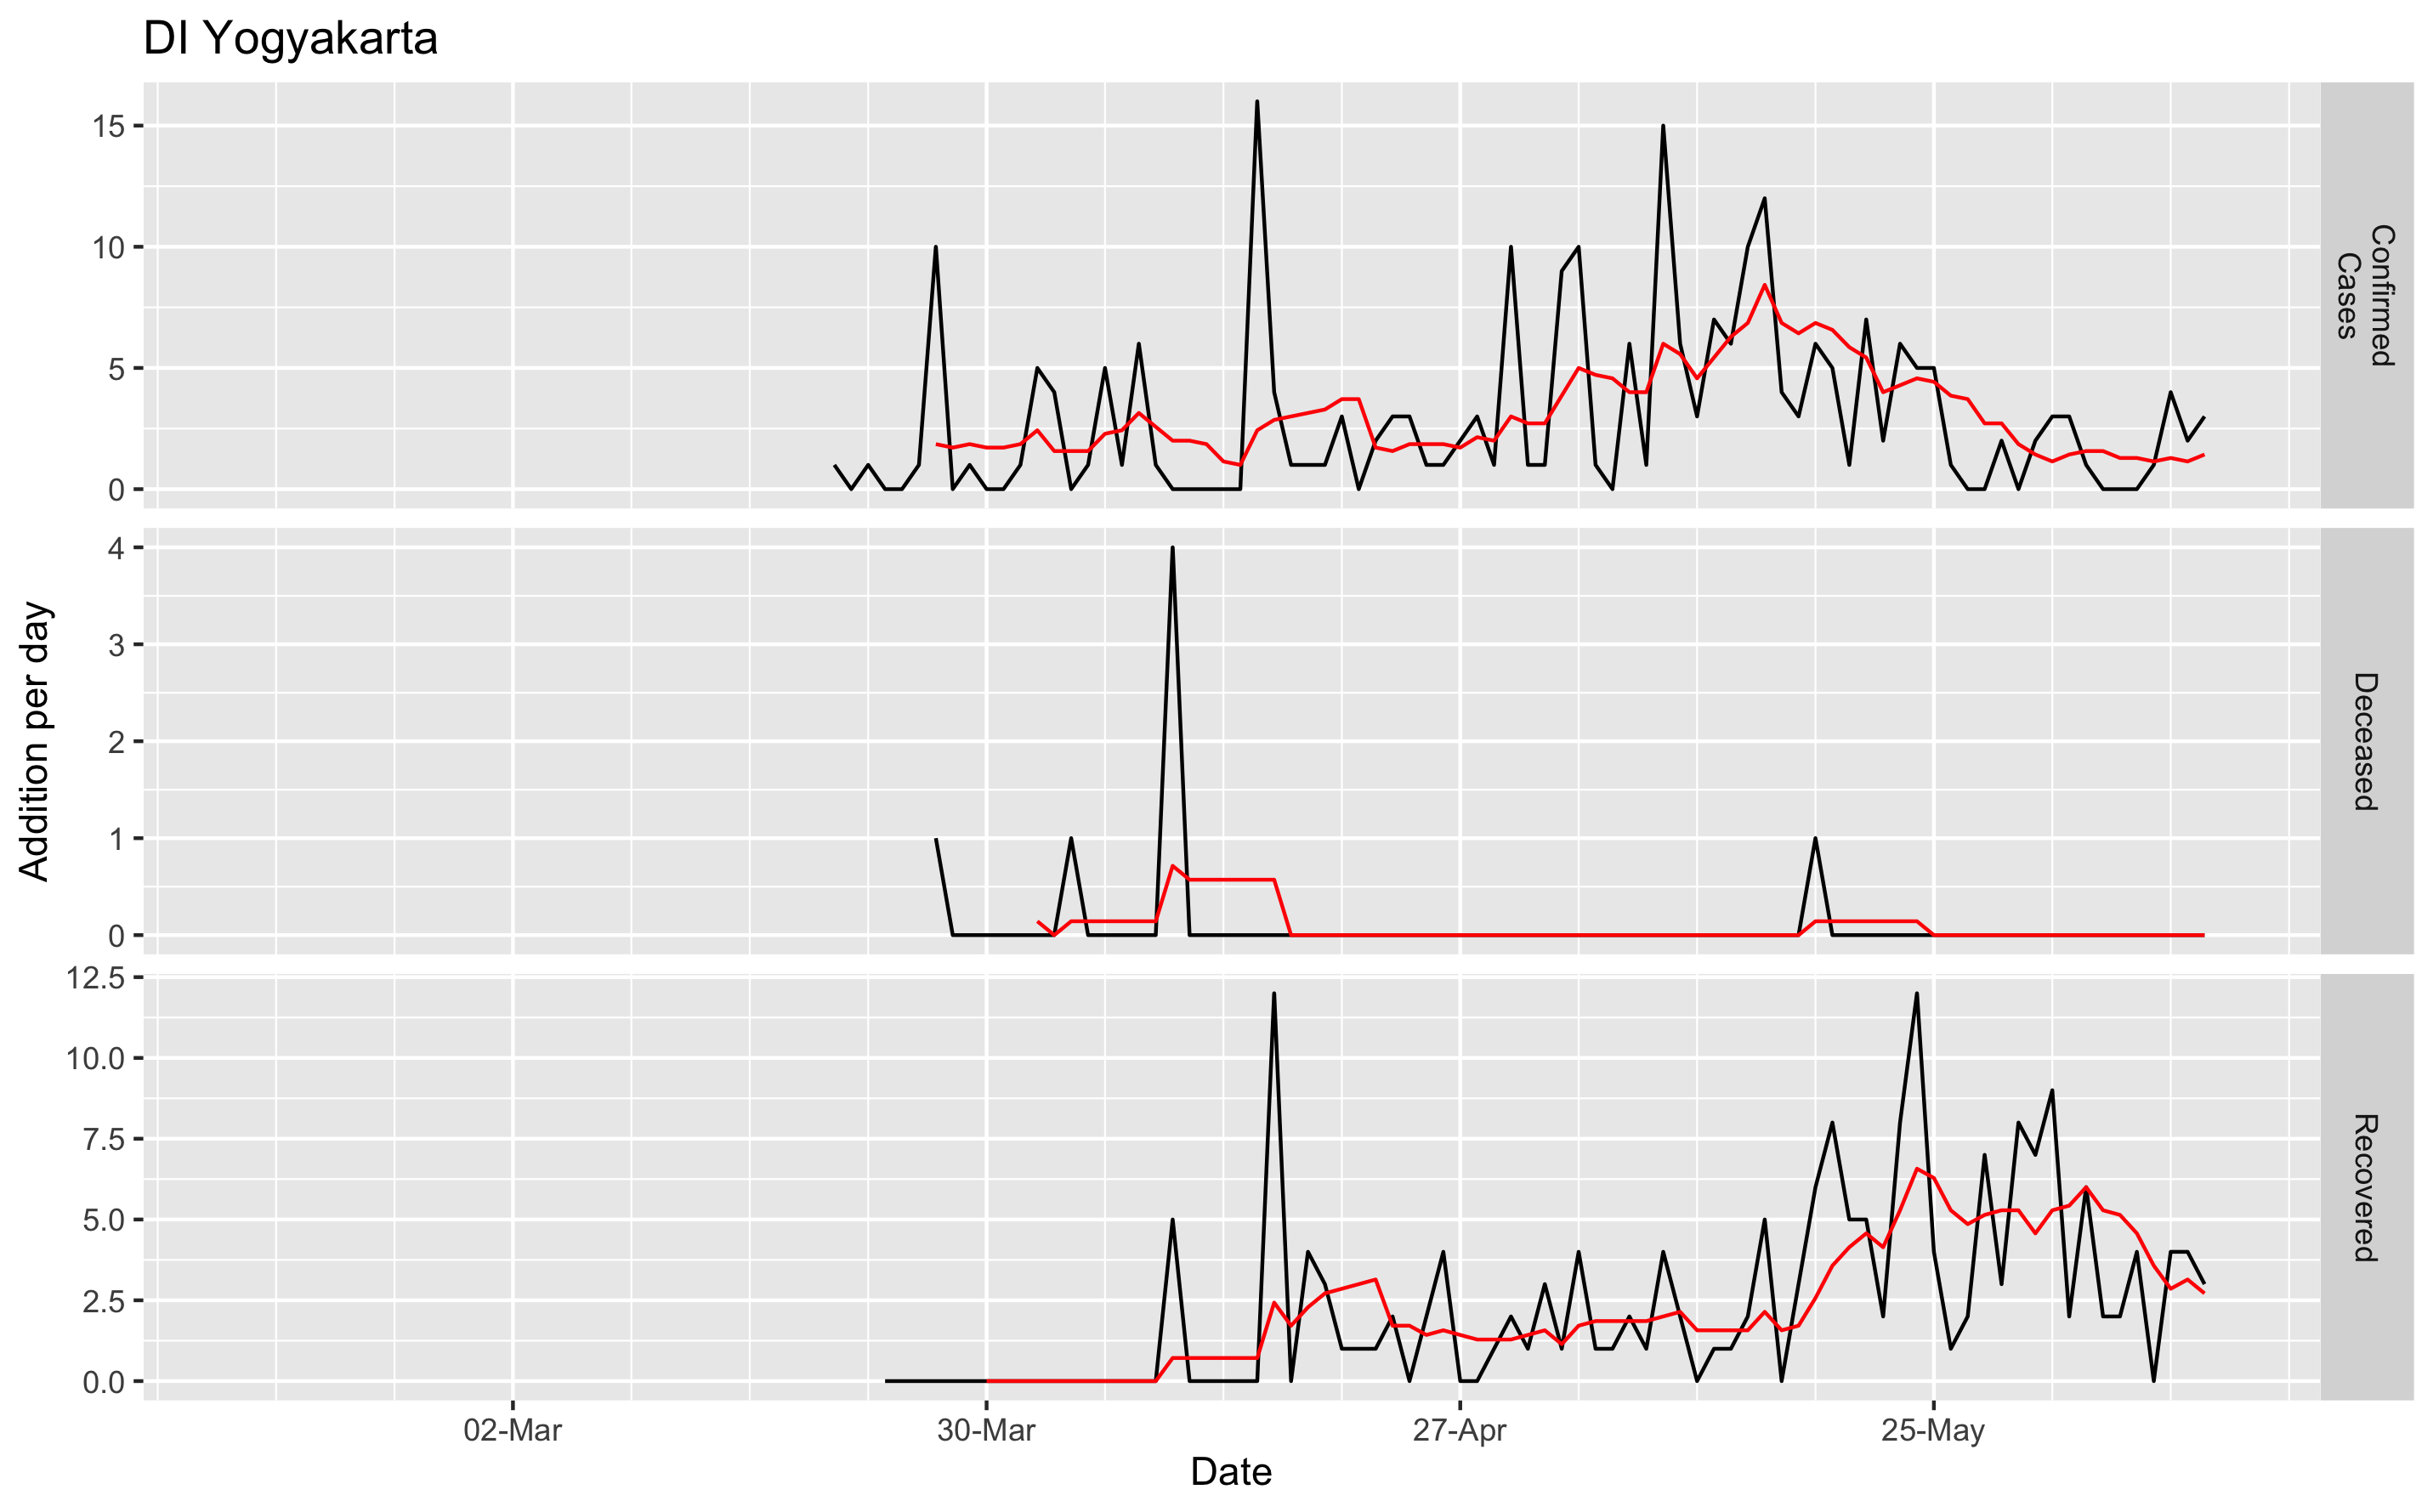 DI Yogyakarta
Addition per day
15
10
5
0
Confirmed
Cases
4
3
2
1
0
Deceased
12.5
10.0
7.5
5.0
2.5
0.0
Recovered
02-Mar
30-Mar
27-Apr
25-May
Date